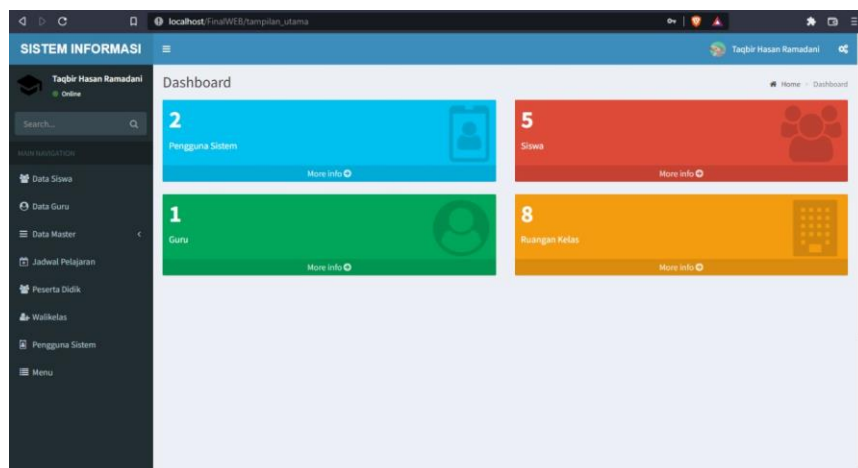 localhost/FinalWEB/tampilan_utama
SISTEM INFORMASI
Taqbir Hasan Ramadani
Taqbir Hasan Ramadani
Online
Search...
MAIN NAVIGATION
Data Siswa
Data Guru
Data Master
Jadwal Pelajaran
Peserta Didik
Walikelas
Pengguna Sistem
Menu
Dashboard
Home > Dashboard
2
Pengguna Sistem
More info
5
Siswa
More info
1
Guru
More info
8
Ruangan Kelas
More info